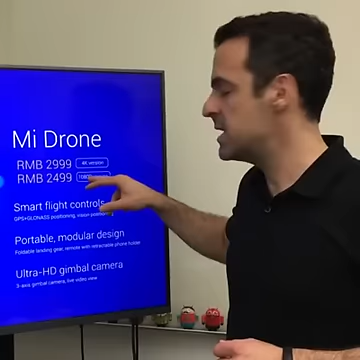 Mi Drone
RMB 2999 4K version
RMB 2499 1080p
Smart flight controls
GPS+GLONASS positioning, vision positioning
Portable, modular design
Foldable landing gear, remote with retractable phone holder
Ultra-HD gimbal camera
3-axis gimbal camera, live video view